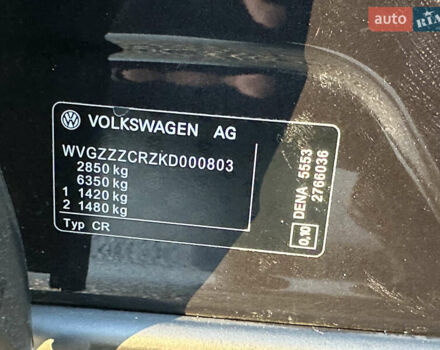 auto RIA
VOLKSWAGEN AG
WVGZZZCRZKD000803
2850 kg
6350 kg
1 1420 kg
2 1480 kg
Typ CR
0,10
DENA 5553
2766036